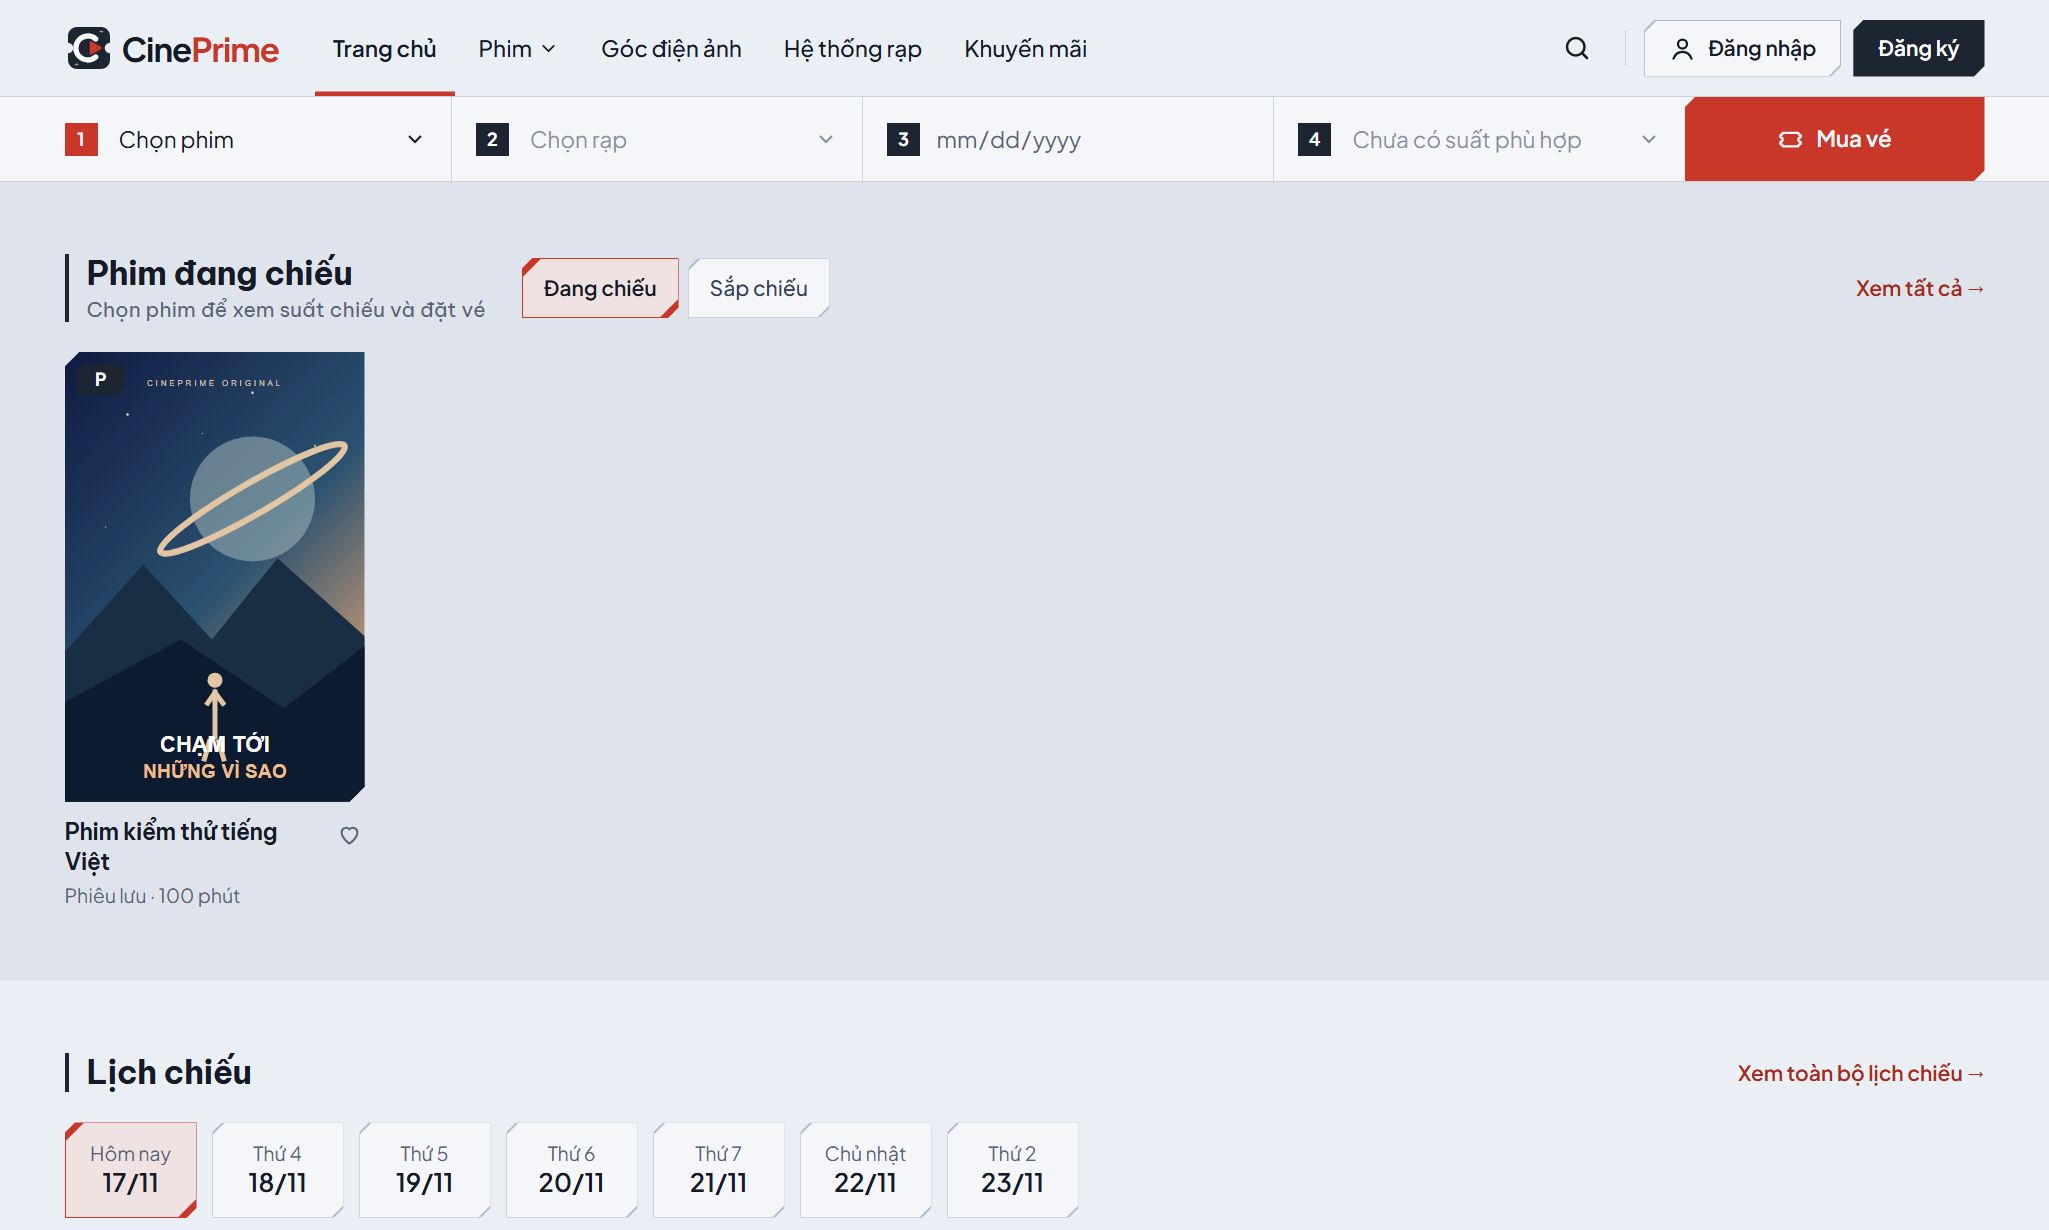 CinePrime
Trang chủ
Phim
Góc điện ảnh
Hệ thống rạp
Khuyến mãi
Đăng nhập
Đăng ký
1 Chọn phim
2 Chọn rạp
3 mm/dd/yyyy
4 Chưa có suất phù hợp
Mua vé
Phim đang chiếu
Chọn phim để xem suất chiếu và đặt vé
Đang chiếu
Sắp chiếu
Xem tất cả →
P
CINEPRIME ORIGINAL
CHẠM TỚI
NHỮNG VÌ SAO
Phim kiểm thử tiếng
Việt
Phiêu lưu · 100 phút
Lịch chiếu
Xem toàn bộ lịch chiếu →
Hôm nay
17/11
Thứ 4
18/11
Thứ 5
19/11
Thứ 6
20/11
Thứ 7
21/11
Chủ nhật
22/11
Thứ 2
23/11